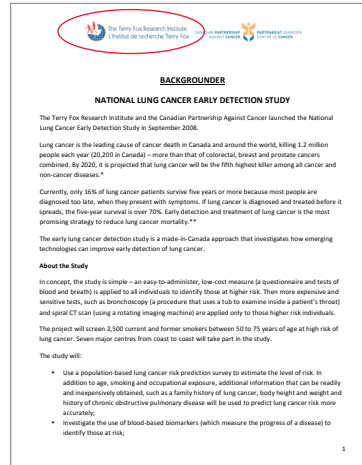 The Terry Fox Research Institute
L'Institut de recherche Terry Fox
CANADIAN PARTNERSHIP
AGAINST CANCER
PARTENARIAT CANADIEN
CONTRE LE CANCER
BACKGROUNDER
NATIONAL LUNG CANCER EARLY DETECTION STUDY
The Terry Fox Research Institute and the Canadian Partnership Against Cancer launched the National
Lung Cancer Early Detection Study in September 2008.
Lung cancer is the leading cause of cancer death in Canada and around the world, killing 1.2 million
people each year (20,200 in Canada) – more than that of colorectal, breast and prostate cancers
combined. By 2020, it is projected that lung cancer will be the fifth highest killer among all cancer and
non-cancer diseases.*
Currently, only 16% of lung cancer patients survive five years or more because most people are
diagnosed too late, when they present with symptoms. If lung cancer is diagnosed and treated before it
spreads, the five-year survival is over 70%. Early detection and treatment of lung cancer is the most
promising strategy to reduce lung cancer mortality.**
The early lung cancer detection study is a made-in-Canada approach that investigates how emerging
technologies can improve early detection of lung cancer.
About the Study
In concept, the study is simple – an easy-to-administer, low-cost measure (a questionnaire and tests of
blood and breath) is applied to all individuals to identify those at higher risk. Then more expensive and
sensitive tests, such as bronchoscopy (a procedure that uses a tub to examine inside a patient's throat)
and spiral CT scan (using a rotating imaging machine) are applied only to those higher risk individuals.
The project will screen 2,500 current and former smokers between 50 to 75 years of age at high risk of
lung cancer. Seven major centres from coast to coast will take part in the study.
The study will:
• Use a population-based lung cancer risk prediction survey to estimate the level of risk. In
addition to age, smoking and occupational exposure, additional information that can be readily
and inexpensively obtained, such as a family history of lung cancer, body height and weight and
history of chronic obstructive pulmonary disease will be used to predict lung cancer risk more
accurately;
• Investigate the use of blood-based biomarkers (which measure the progress of a disease) to
identify those at risk;
1